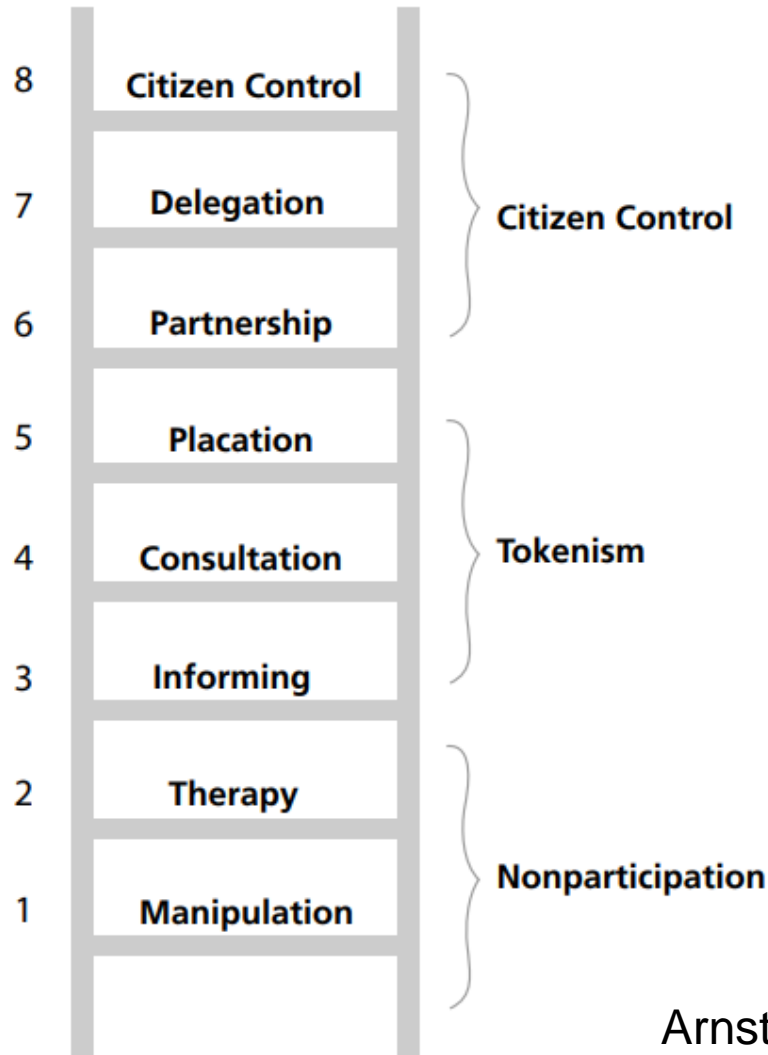 8 Citizen Control
7 Delegation
Citizen Control
6 Partnership
5 Placation
4 Consultation
Tokenism
3 Informing
2 Therapy
Nonparticipation
1 Manipulation
Arnst